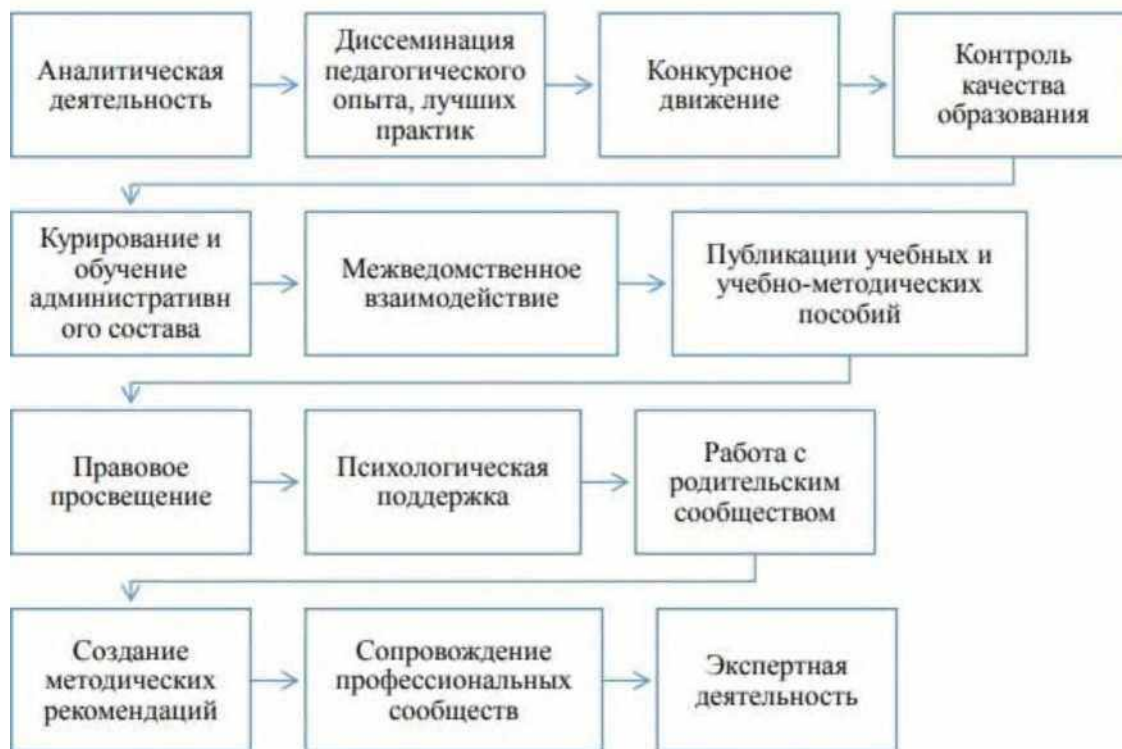 Аналитическая
деятельность
Диссеминация
педагогического
опыта, лучших
практик
Конкурсное
движение
Контроль
качества
образования
Курирование и
обучение
административн
ого состава
Межведомственное
взаимодействие
Публикации учебных и
учебно-методических
пособий
Правовое
просвещение
Психологическая
поддержка
Работа с
родительским
сообществом
Создание
методических
рекомендаций
Сопровождение
профессиональных
сообществ
Экспертная
деятельность